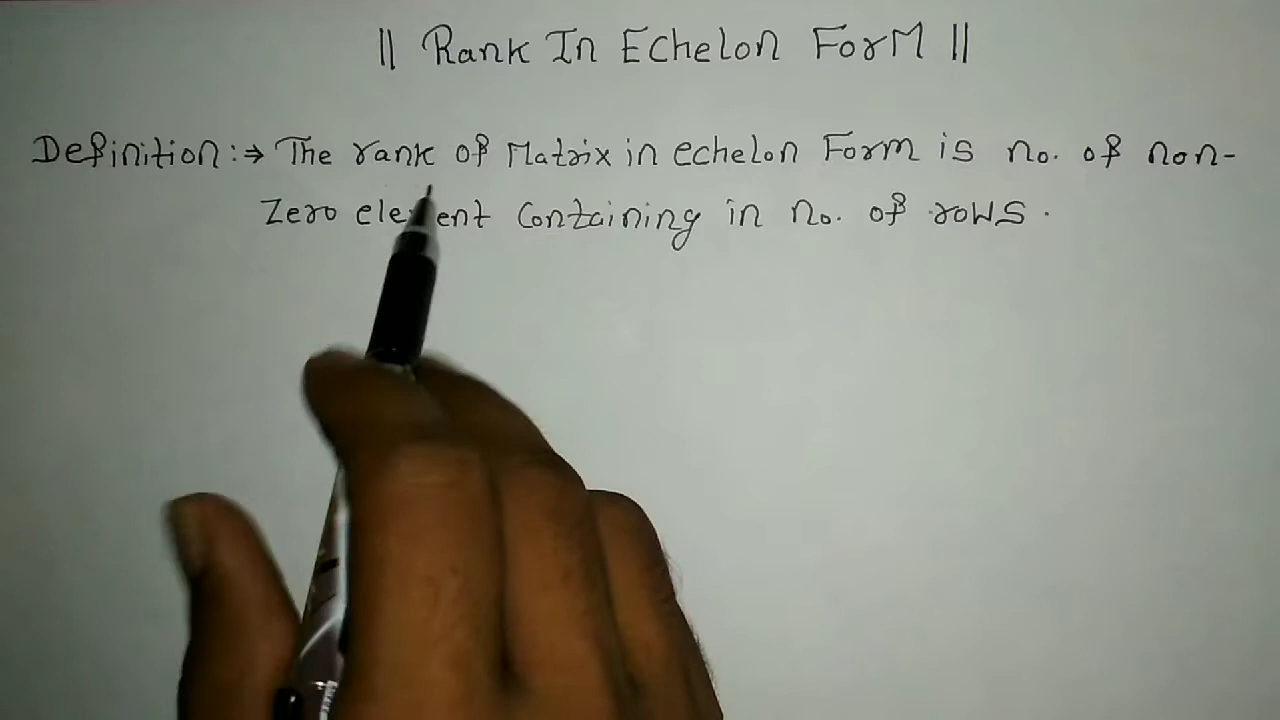 || Rank In Echelon Form ||
Definition :→ The rank of Matrix in echelon Form is no. of non-
Zero element Containing in no. of rows.